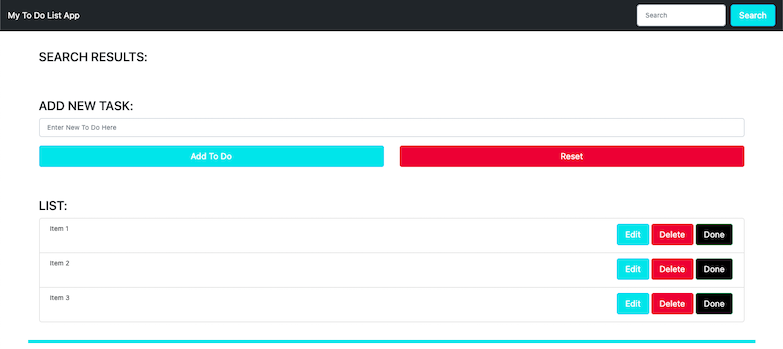 My To Do List App
Search Search
SEARCH RESULTS:
ADD NEW TASK:
Enter New To Do Here
Add To Do Reset
LIST:
Item 1 Edit Delete Done
Item 2 Edit Delete Done
Item 3 Edit Delete Done